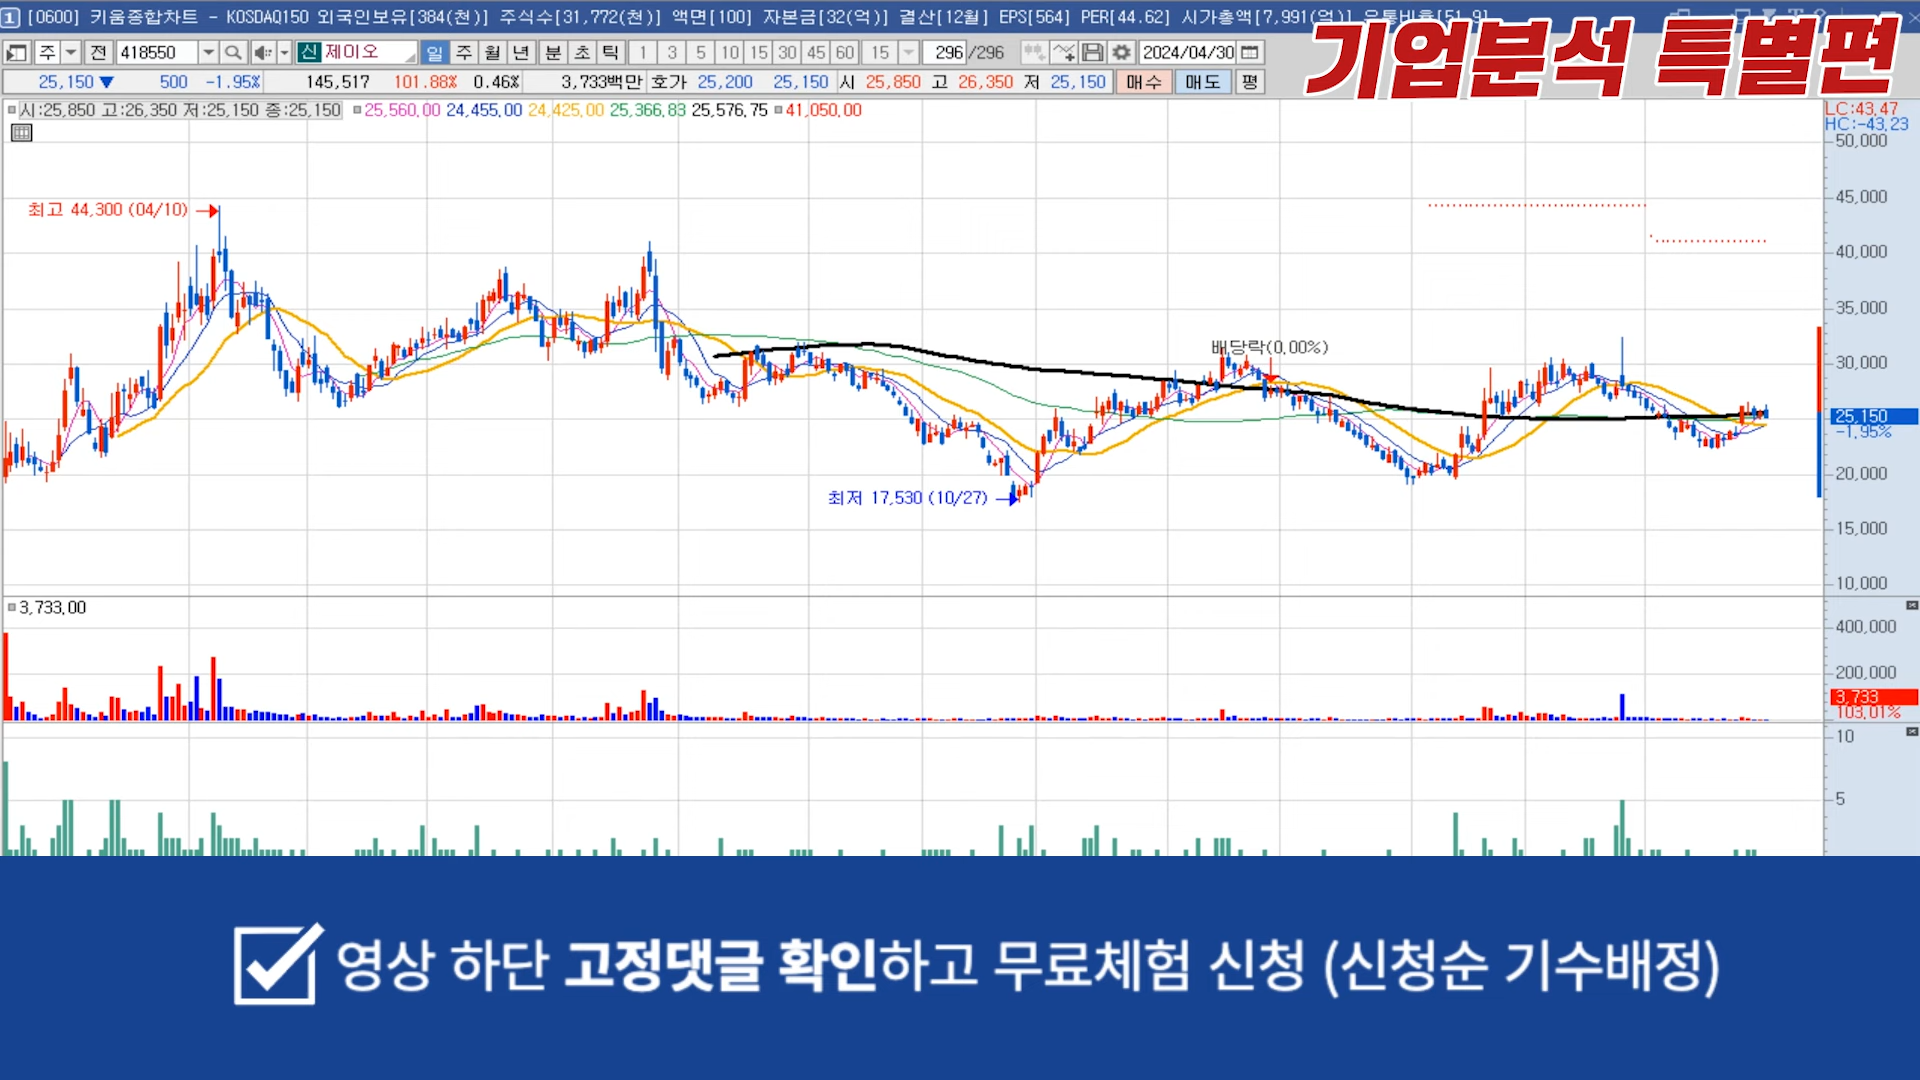 [0600] 키움종합차트 - KOSDAQ150 외국인보유[384(천)] 주식수[31,772(천)] 액면[100] 자본금[32(억)] 결산[12월] EPS[564] PER[44.62] 시가총액[7,991(억)] 유통비율[51.9]
기업분석 특별편
주 전 418550 신 제이오 일 주 월 년 분 초 틱 1 3 5 10 15 30 45 60 15 296 /296 2024/04/30
25,150 ▼ 500 -1.95% 145,517 101.88% 0.46% 3,733백만 호가 25,200 25,150 시 25,850 고 26,350 저 25,150 매수 매도 평
시:25,850 고:26,350 저:25,150 종:25,150 25,560.00 24,455.00 24,425.00 25,366.83 25,576.75 41,050.00
LC:43.47
HC:-43.23
50,000
최고 44,300 (04/10)
45,000
40,000
35,000
배당락(0.00%)
30,000
25,150
-1.95%
20,000
최저 17,530 (10/27)
15,000
10,000
3,733.00
400,000
200,000
3,733
103.01%
10
5
영상 하단 고정댓글 확인하고 무료체험 신청 (신청순 기수배정)